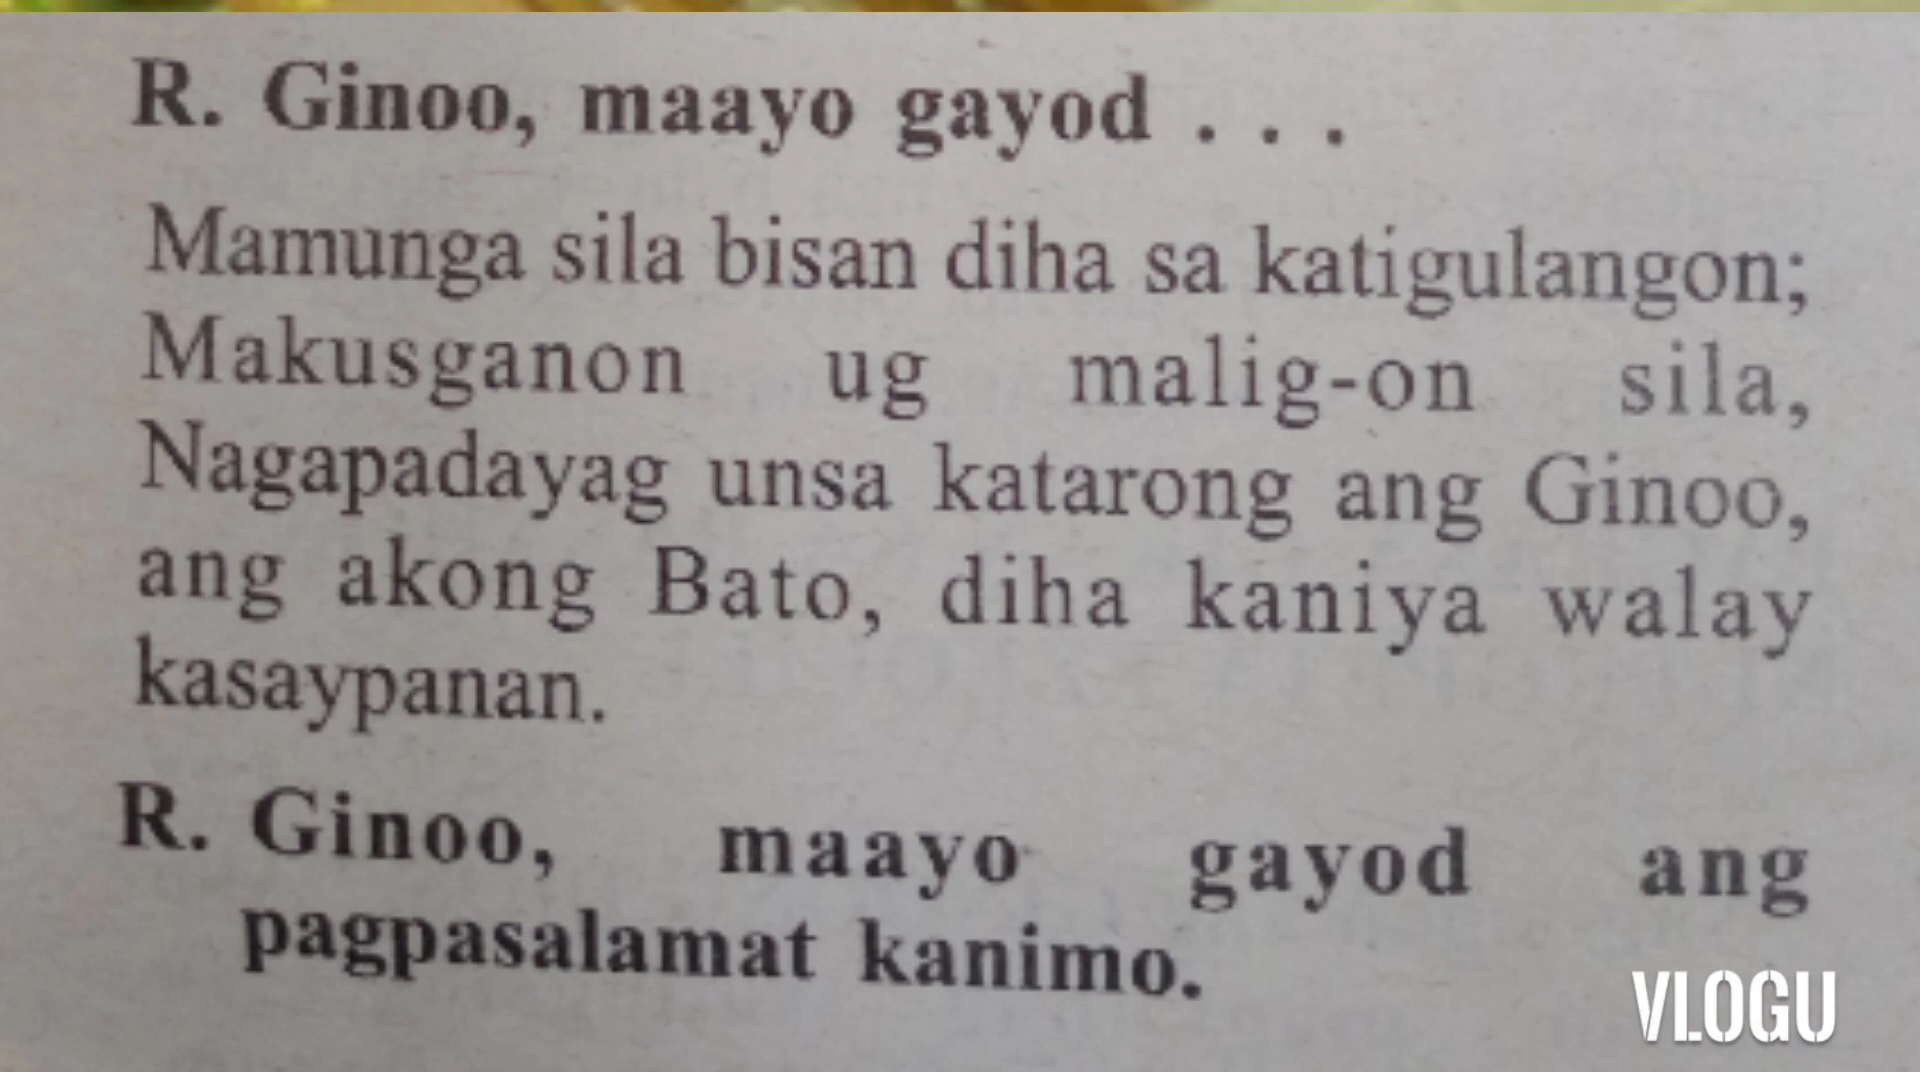 R. Ginoo, maayo gayod . . .
Mamunga sila bisan diha sa katigulangon;
Makusganon ug malig-on sila,
Nagapadayag unsa katarong ang Ginoo,
ang akong Bato, diha kaniya walay
kasaypanan.
R. Ginoo, maayo gayod ang
pagpasalamat kanimo.
VLOGU